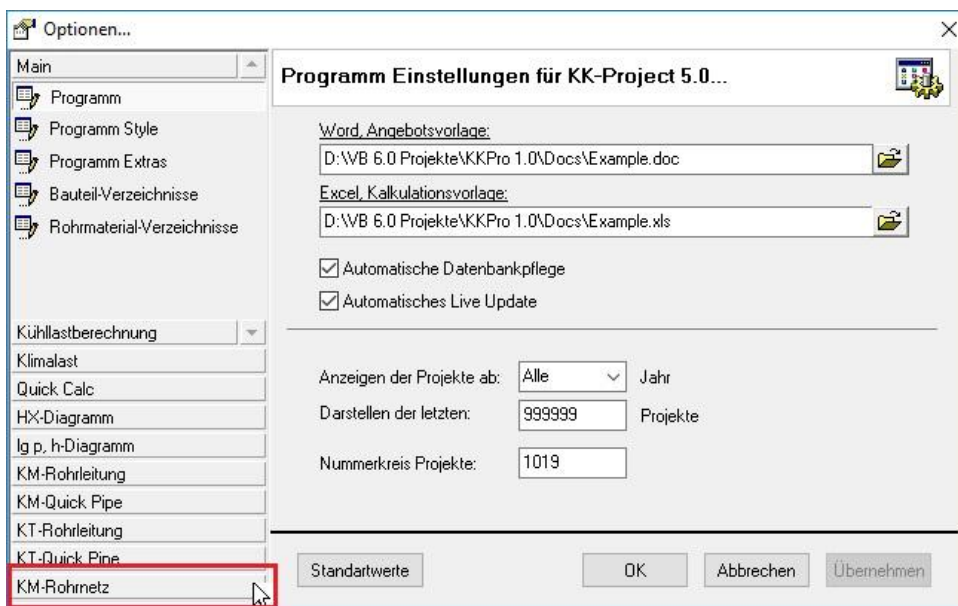 Optionen...
Main
Programm
Programm Style
Programm Extras
Bauteil-Verzeichnisse
Rohrmaterial-Verzeichnisse
Kühllastberechnung
Klimalast
Quick Calc
HX-Diagramm
lg p, h-Diagramm
KM-Rohrleitung
KM-Quick Pipe
KT-Rohrleitung
KT-Quick Pipe
KM-Rohrnetz
Programm Einstellungen für KK-Project 5.0...
Word, Angebotsvorlage:
D:\VB 6.0 Projekte\KKPro 1.0\Docs\Example.doc
Excel, Kalkulationsvorlage:
D:\VB 6.0 Projekte\KKPro 1.0\Docs\Example.xls
Automatische Datenbankpflege
Automatisches Live Update
Anzeigen der Projekte ab: Alle Jahr
Darstellen der letzten: 999999 Projekte
Nummerkreis Projekte: 1019
Standartwerte OK Abbrechen Übernehmen